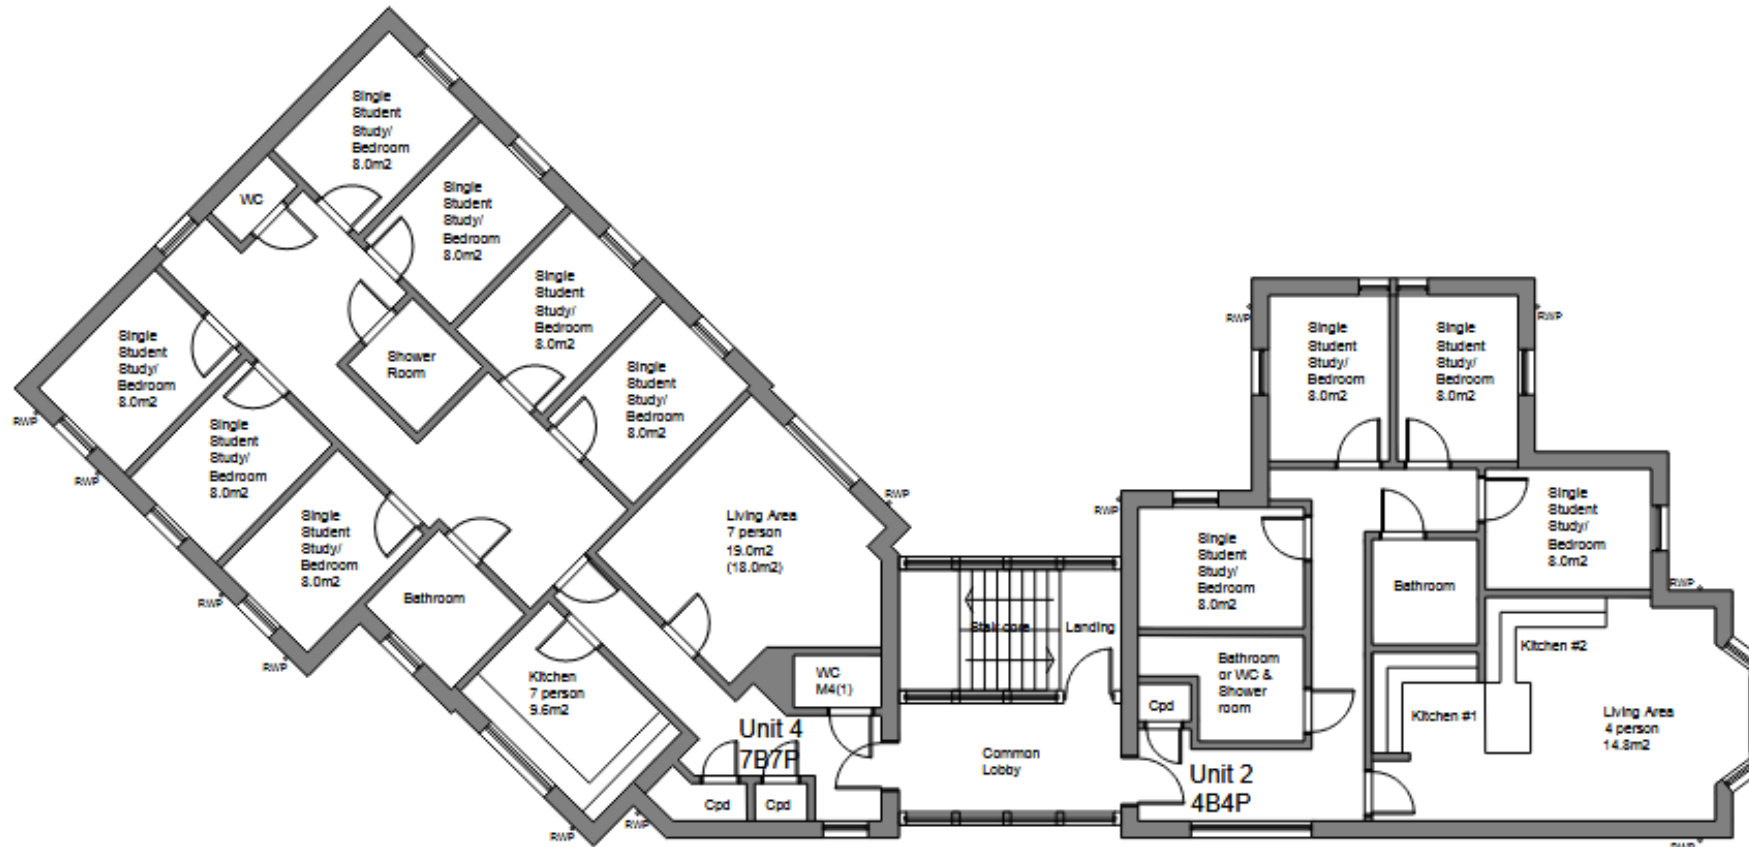 Single
Student
Study/
Bedroom
8.0m2
WC
Single
Student
Study/
Bedroom
8.0m2
Single
Student
Study/
Bedroom
8.0m2
Single
Student
Study/
Bedroom
8.0m2
Shower
Room
Single
Student
Study/
Bedroom
8.0m2
RWP
Single
Student
Study/
Bedroom
8.0m2
RWP
Single
Student
Study/
Bedroom
8.0m2
RWP
RWP
Bathroom
Living Area
7 person
19.0m2
(18.0m2)
RWP
Kitchen
7 person
9.6m2
WC
M4(1)
Unit 4
7B7P
Cpd
Cpd
RWP
RWP
Stair core
Landing
Common
Lobby
RWP
RWP
Single
Student
Study/
Bedroom
8.0m2
Single
Student
Study/
Bedroom
8.0m2
RWP
Single
Student
Study/
Bedroom
8.0m2
Single
Student
Study/
Bedroom
8.0m2
Bathroom
RWP
Bathroom
or WC &
Shower
room
Cpd
Kitchen #2
Kitchen #1
Living Area
4 person
14.8m2
Unit 2
4B4P
RWP